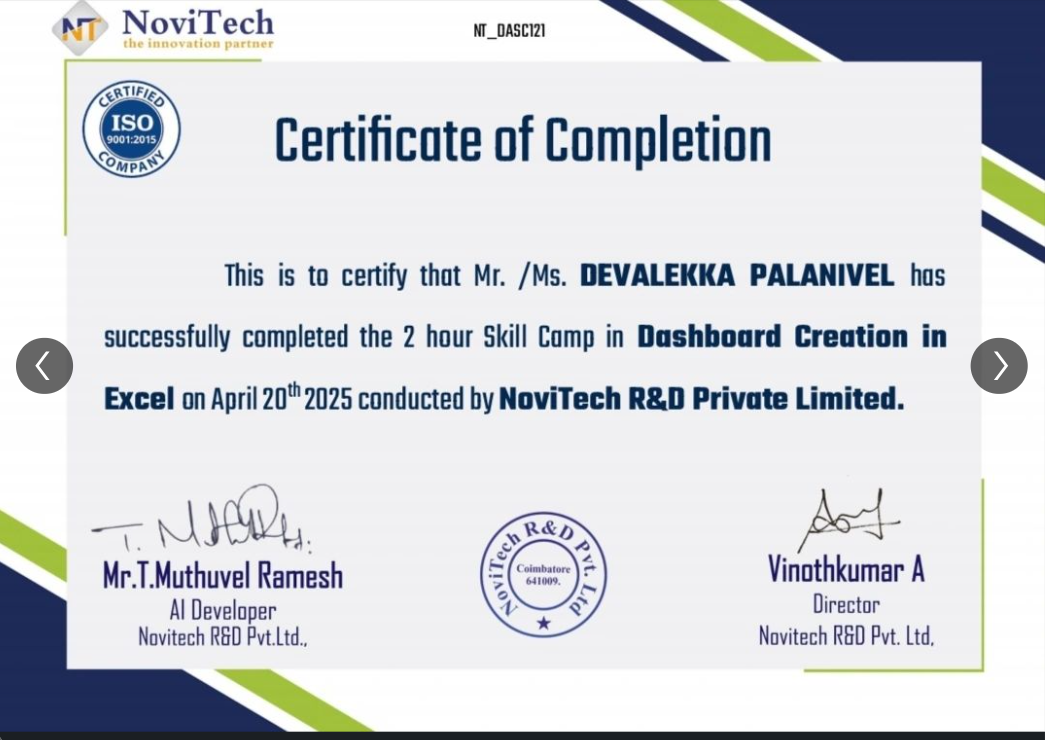 NT NoviTech
the innovation partner
NT_DASC121
CERTIFIED
ISO
9001:2015
COMPANY
Certificate of Completion
This is to certify that Mr. /Ms. DEVALEKKA PALANIVEL has
successfully completed the 2 hour Skill Camp in Dashboard Creation in
Excel on April 20th 2025 conducted by NoviTech R&D Private Limited.
T. M
NoviTech R&D Pvt. Ltd
Coimbatore
641009.
Mr.T.Muthuvel Ramesh
AI Developer
Novitech R&D Pvt.Ltd.,
Vinothkumar A
Director
Novitech R&D Pvt. Ltd,